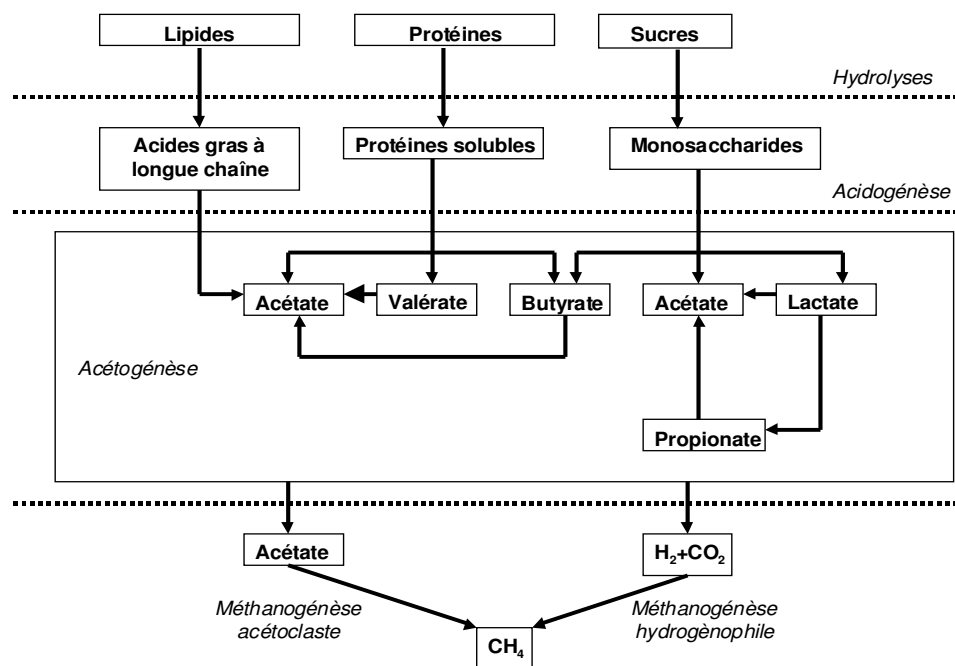 Lipides
Protéines
Sucres
Hydrolyses
Acides gras à
longue chaîne
Protéines solubles
Monosaccharides
Acidogénèse
Acétate
Valérate
Butyrate
Acétate
Lactate
Acétogénèse
Propionate
Acétate
H₂+CO₂
Méthanogénèse
acétoclaste
Méthanogénèse
hydrogènophile
CH₄